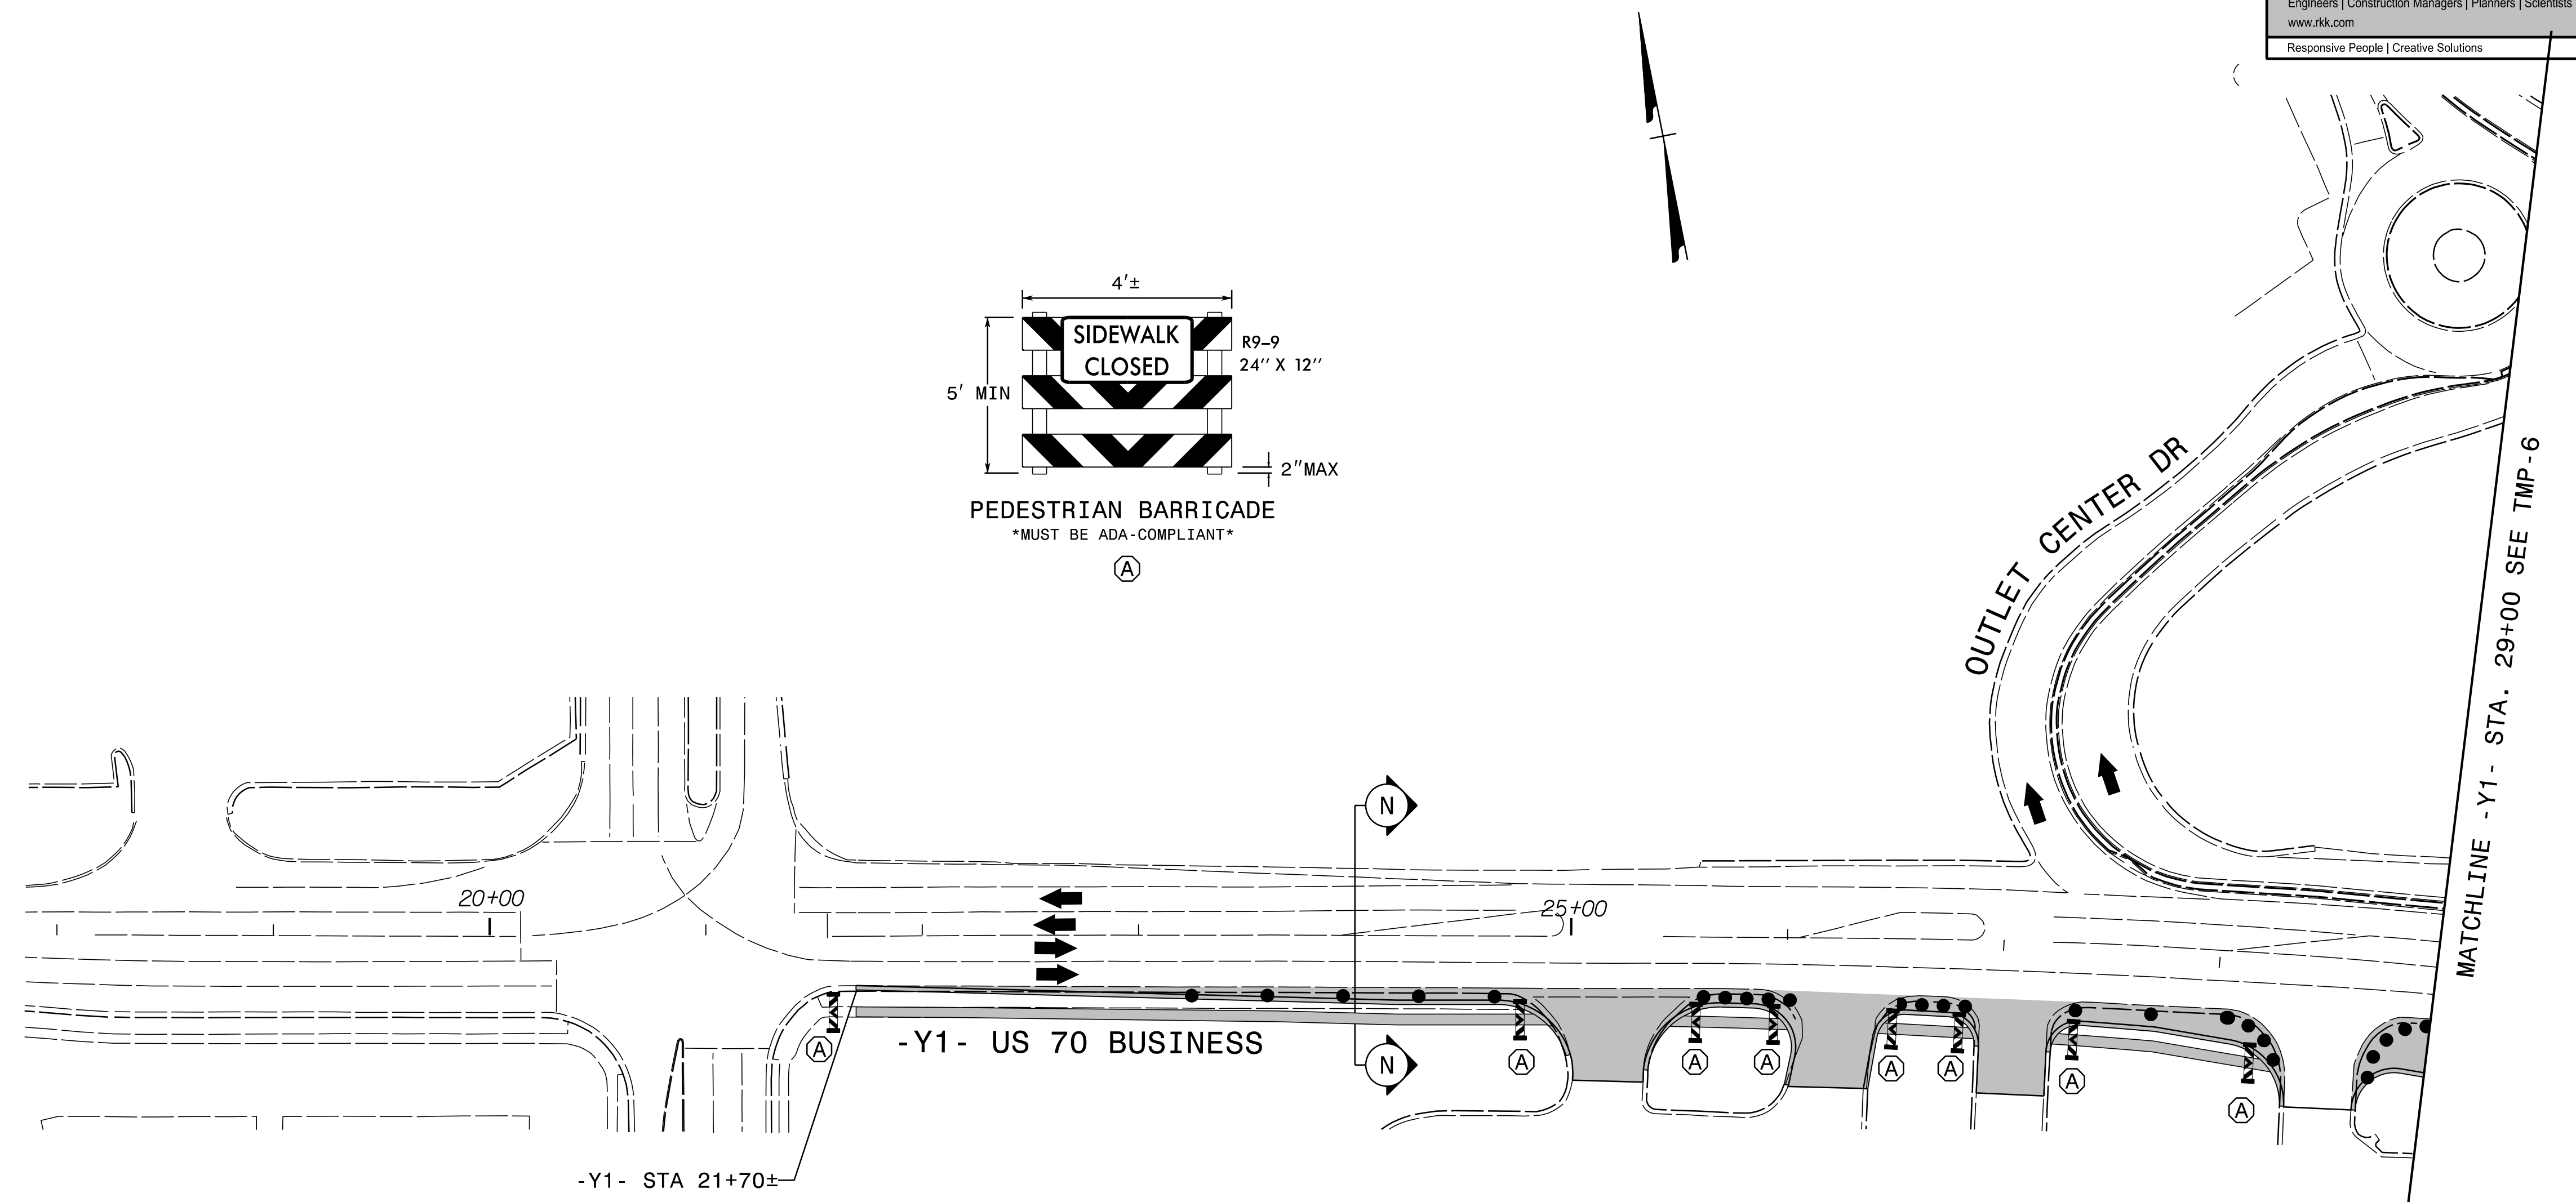 Engineers | Construction Managers | Planners | Scientists
www.rkk.com
Responsive People | Creative Solutions
4'±
SIDEWALK
CLOSED
R9-9
24'' X 12''
5' MIN
2"MAX
PEDESTRIAN BARRICADE
*MUST BE ADA-COMPLIANT*
A
OUTLET CENTER DR
MATCHLINE -Y1- STA. 29+00 SEE TMP-6
N
20+00
25+00
-Y1- US 70 BUSINESS
N
A
A
A
A
A
A
A
A
-Y1- STA 21+70±